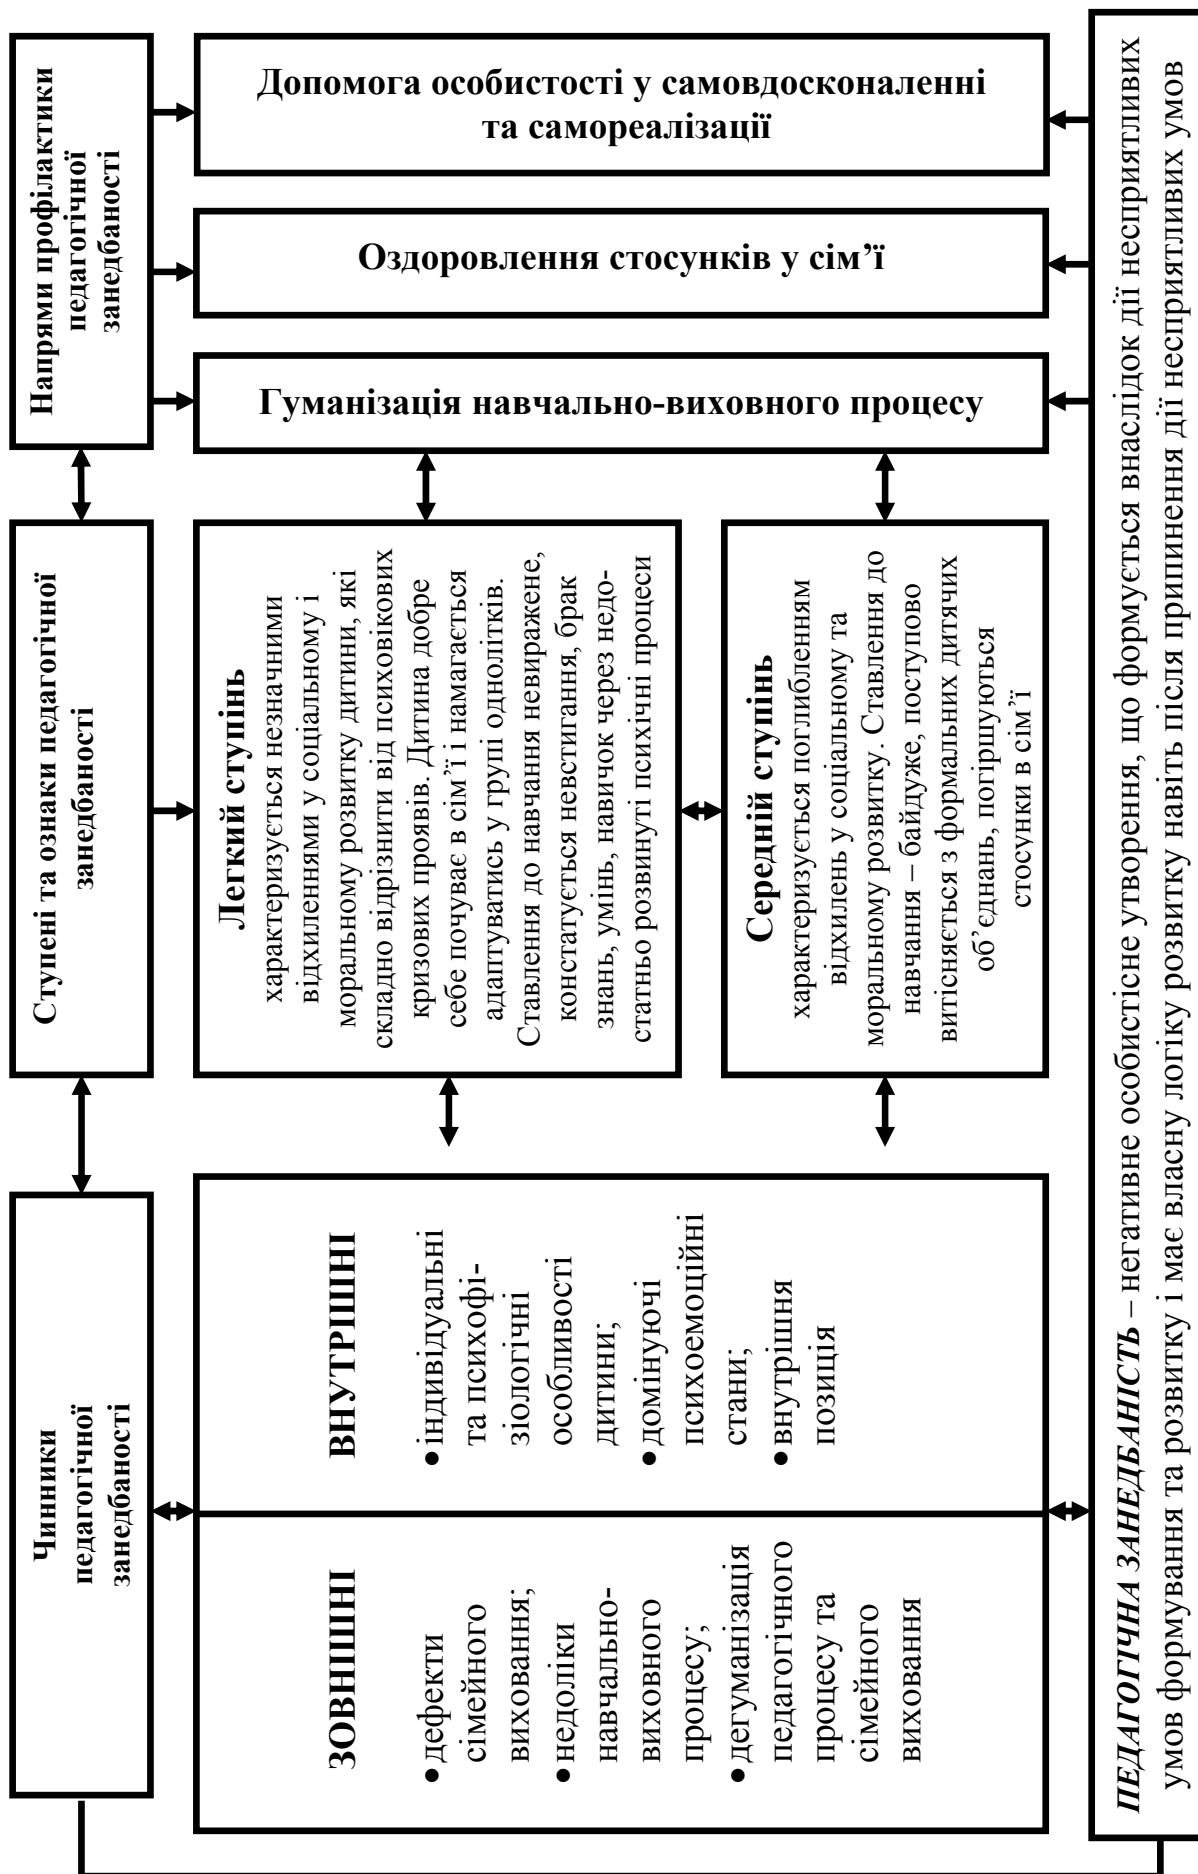 Чинники
педагогічної
занедбаності
Ступені та ознаки педагогічної
занедбаності
Напрями профілактики
педагогічної
занедбаності
ЗОВНІШНІ
• дефекти
сімейного
виховання;
• недоліки
навчально-
виховного
процесу;
• дегуманізація
педагогічного
процесу та
сімейного
виховання
ВНУТРІШНІ
• індивідуальні
та психофі-
зіологічні
особливості
дитини;
• домінуючі
психоемоційні
стани;
• внутрішня
позиція
Легкий ступінь
характеризується незначними
відхиленнями у соціальному і
моральному розвитку дитини, які
складно відрізнити від психовікових
кризових проявів. Дитина добре
себе почуває в сім’ї і намагається
адаптуватись у групі однолітків.
Ставлення до навчання невиражене,
констатується невстигання, брак
знань, умінь, навичок через недо-
статньо розвинуті психічні процеси
Середній ступінь
характеризується поглибленням
відхилень у соціальному та
моральному розвитку. Ставлення до
навчання – байдуже, поступово
витісняється з формальних дитячих
об’єднань, погіршуються
стосунки в сім’ї
Гуманізація навчально-виховного процесу
Оздоровлення стосунків у сім’ї
Допомога особистості у самовдосконаленні
та самореалізації
ПЕДАГОГІЧНА ЗАНЕДБАНІСТЬ – негативне особистісне утворення, що формується внаслідок дії несприятливих
умов формування та розвитку і має власну логіку розвитку навіть після припинення дії несприятливих умов